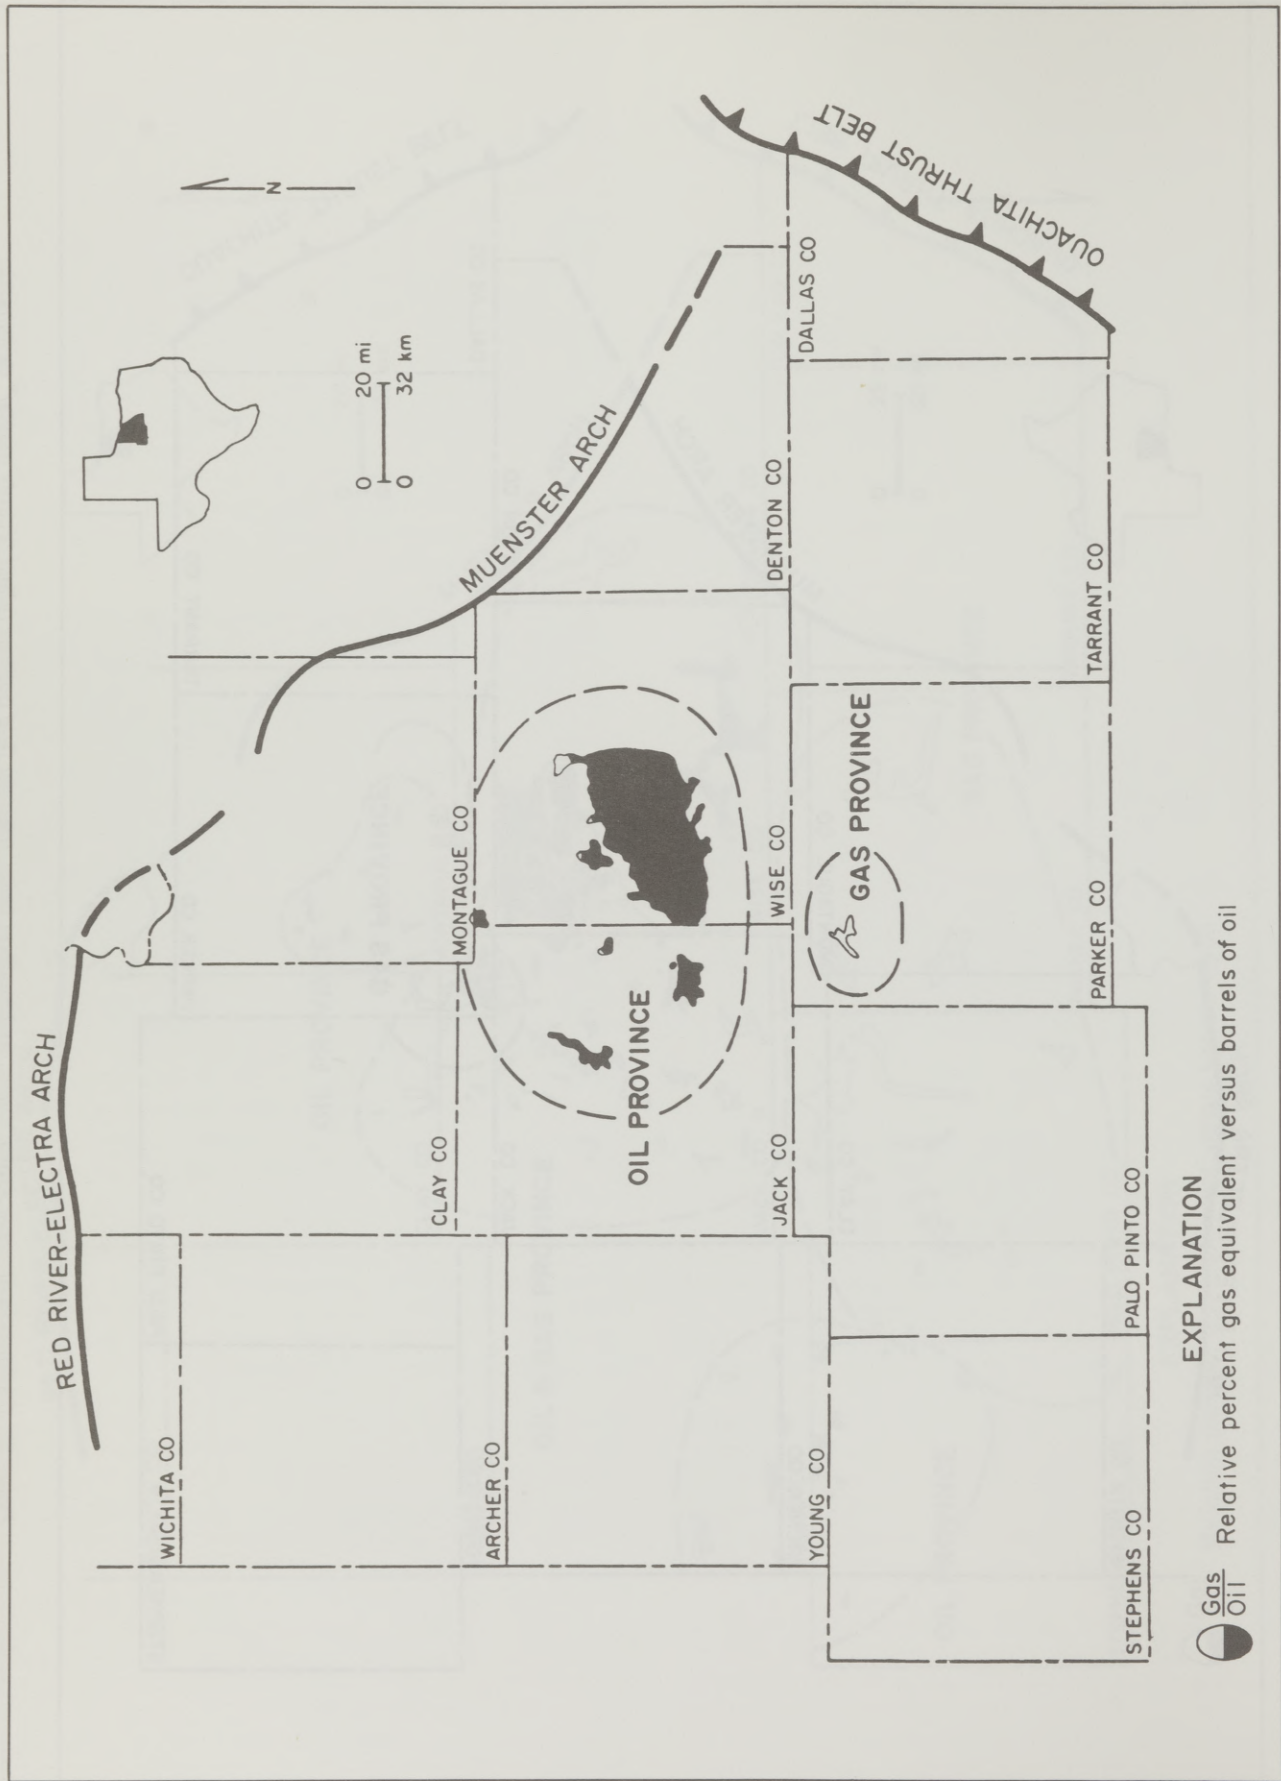 RED RIVER-ELECTRA ARCH
MUENSTER ARCH
OUACHITA THRUST BELT
N
0 20 mi
0 32 km
WICHITA CO
CLAY CO
MONTAGUE CO
ARCHER CO
OIL PROVINCE
YOUNG CO
JACK CO
WISE CO
DENTON CO
DALLAS CO
GAS PROVINCE
STEPHENS CO
PALO PINTO CO
PARKER CO
TARRANT CO
EXPLANATION
Gas
Oil
Relative percent gas equivalent versus barrels of oil